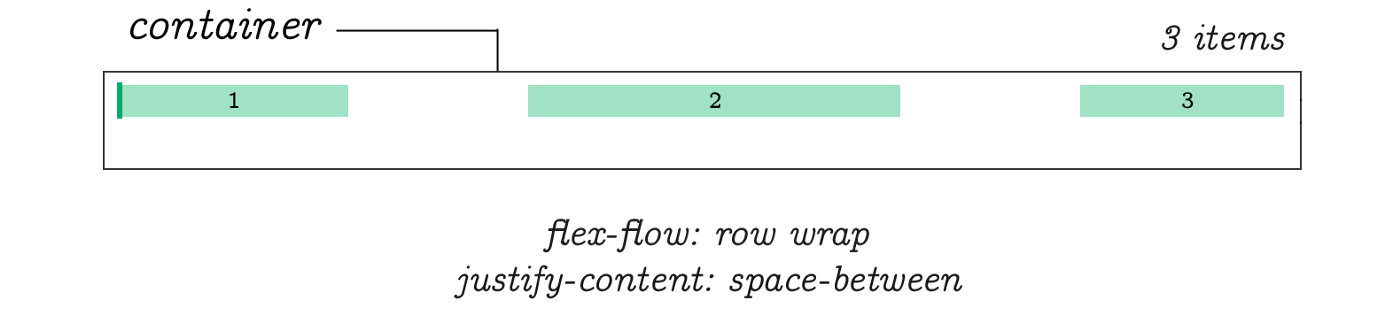 container
3 items
1 2 3
flex-flow: row wrap
justify-content: space-between